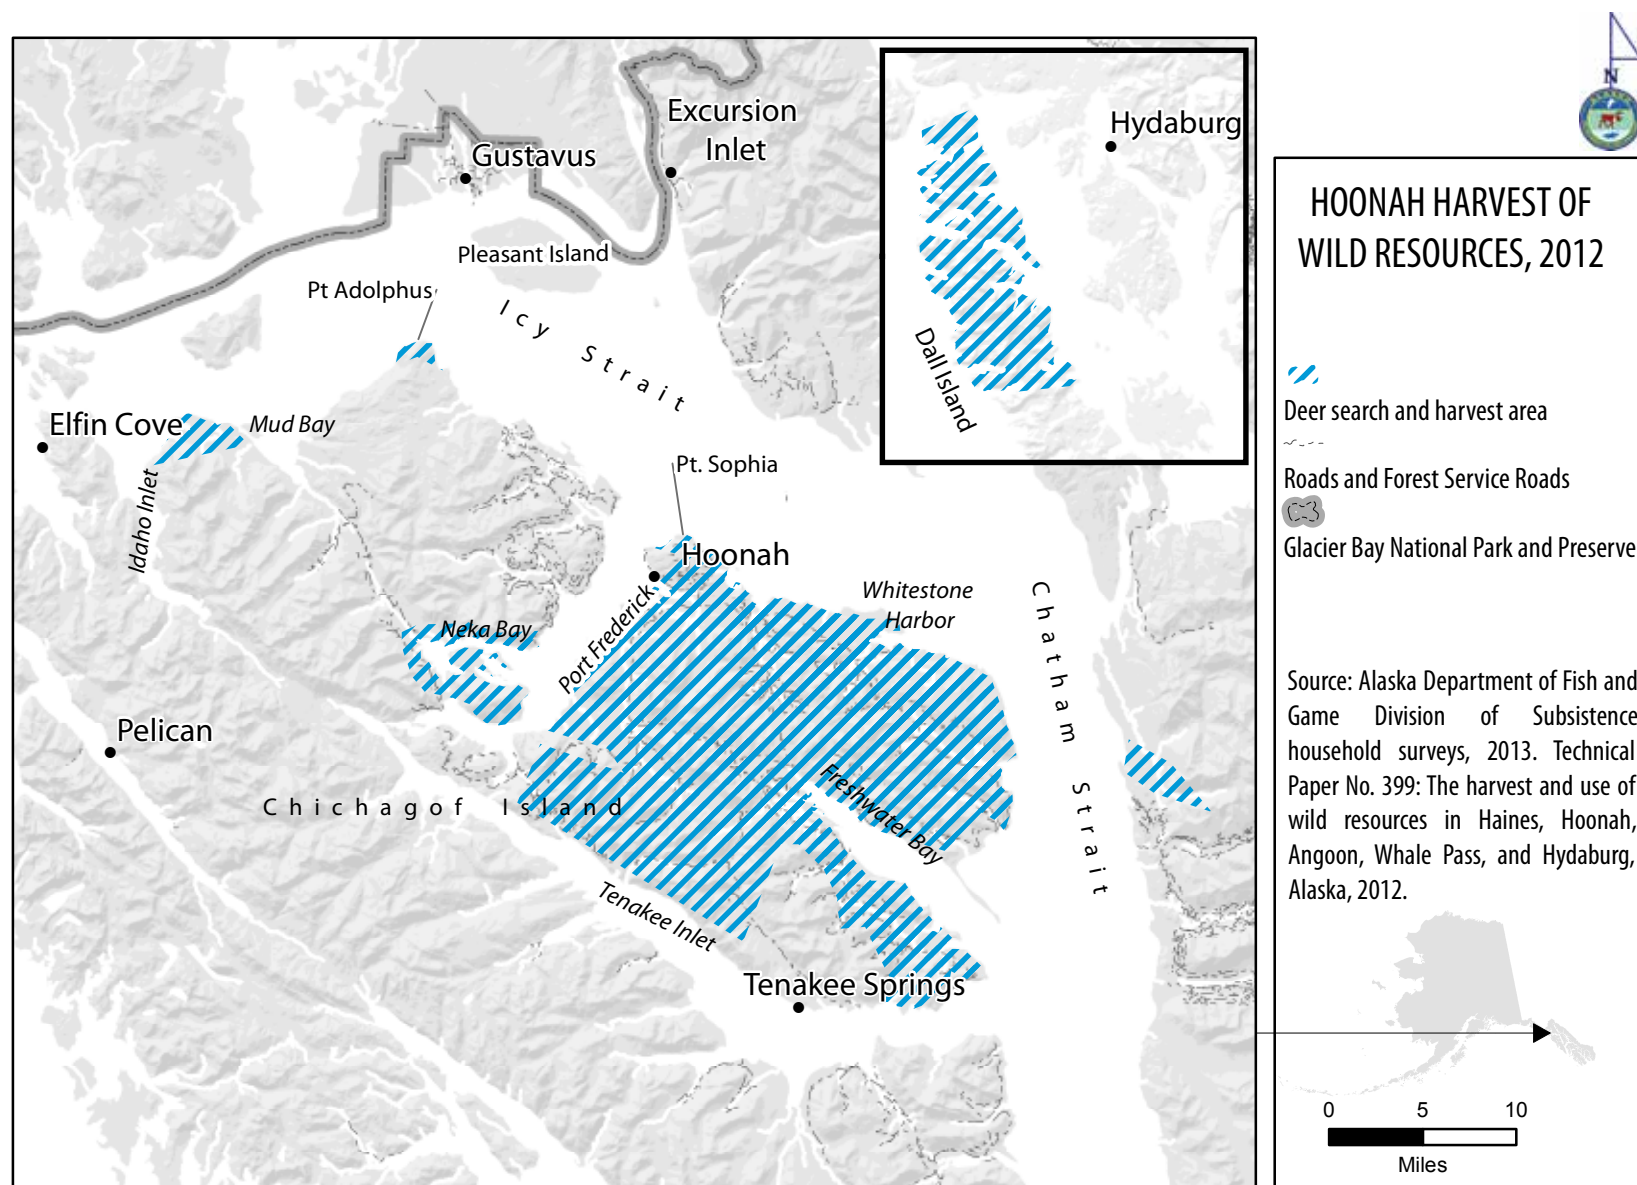 Excursion
Inlet
Gustavus
Pleasant Island
Pt Adolphus
Icy Strait
Hydaburg
Dall Island
Elfin Cove
Mud Bay
Idaho Inlet
Pt. Sophia
Hoonah
Port Frederick
Whitestone
Harbor
Neka Bay
Chatham Strait
Pelican
Chichagof Island
Freshwater Bay
Tenakee Inlet
Tenakee Springs
N
HOONAH HARVEST OF
WILD RESOURCES, 2012
Deer search and harvest area
Roads and Forest Service Roads
Glacier Bay National Park and Preserve
Source: Alaska Department of Fish and
Game Division of Subsistence
household surveys, 2013. Technical
Paper No. 399: The harvest and use of
wild resources in Haines, Hoonah,
Angoon, Whale Pass, and Hydaburg,
Alaska, 2012.
0 5 10
Miles